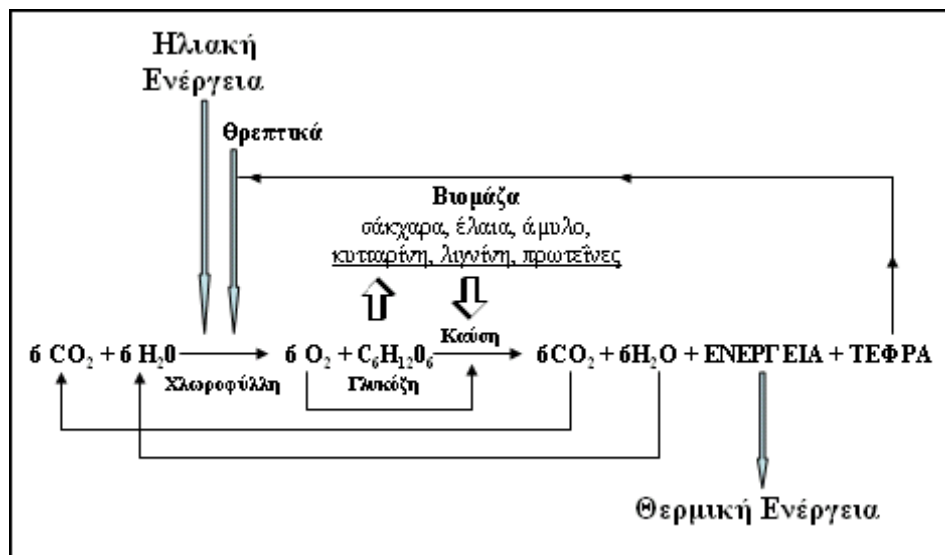 Ηλιακή
Ενέργεια
Θρεπτικά
Βιομάζα
σάκχαρα, έλαια, άμυλο,
κυτταρίνη, λιγνίνη, πρωτεΐνες
Καύση
6 CO₂ + 6 H₂0 6 O₂ + C₆H₁₂0₆ 6CO₂ + 6H₂O + ΕΝΕΡΓΕΙΑ + ΤΕΦΡΑ
Χλωροφύλλη Γλυκόζη
Θερμική Ενέργεια